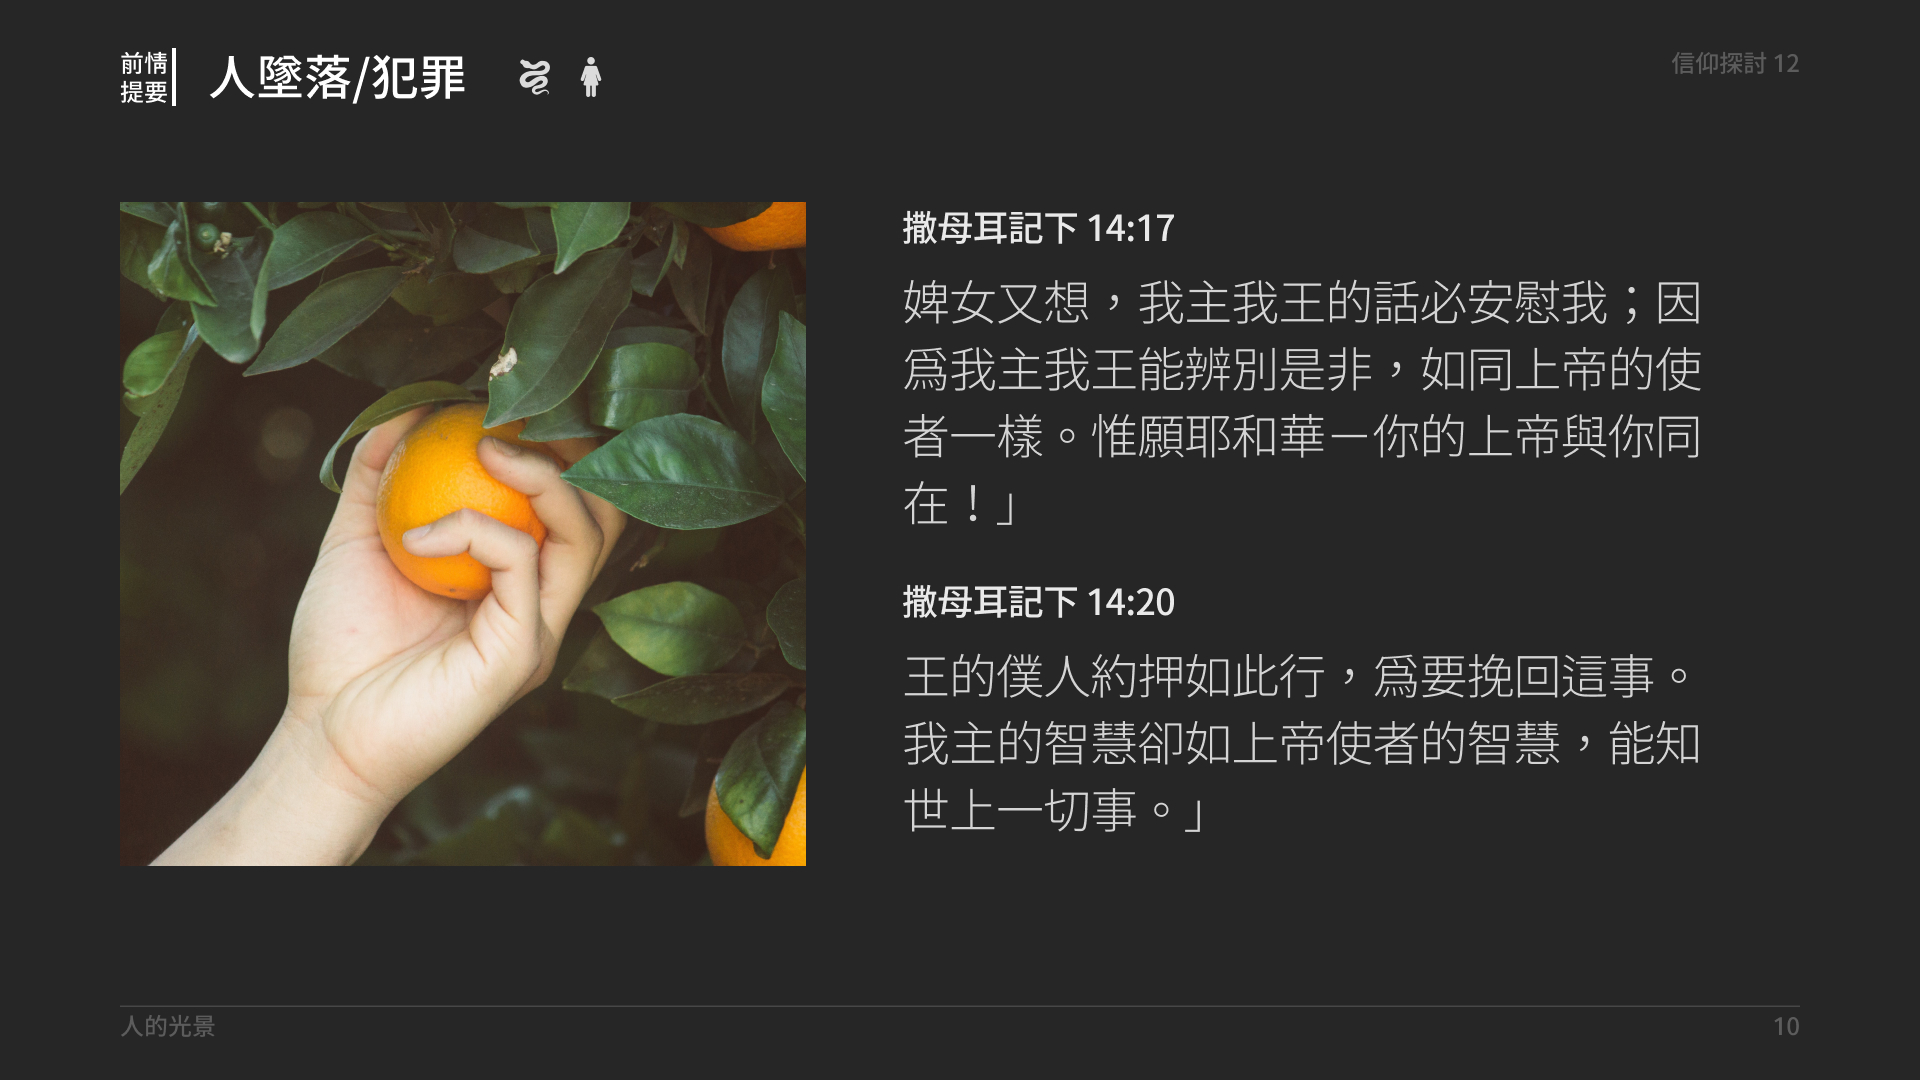 前情
提要
人墜落/犯罪
信仰探討 12
撒母耳記下 14:17
婢女又想，我主我王的話必安慰我；因
爲我主我王能辨別是非，如同上帝的使
者一樣。惟願耶和華－你的上帝與你同
在！」
撒母耳記下 14:20
王的僕人約押如此行，爲要挽回這事。
我主的智慧卻如上帝使者的智慧，能知
世上一切事。」
人的光景
10